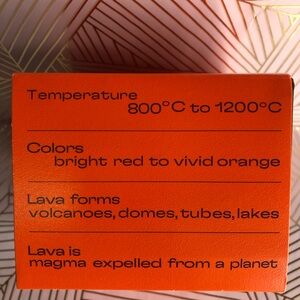 Temperature
800°C to 1200°C
Colors
bright red to vivid orange
Lava forms
volcanoes, domes, tubes, lakes
Lava is
magma expelled from a planet